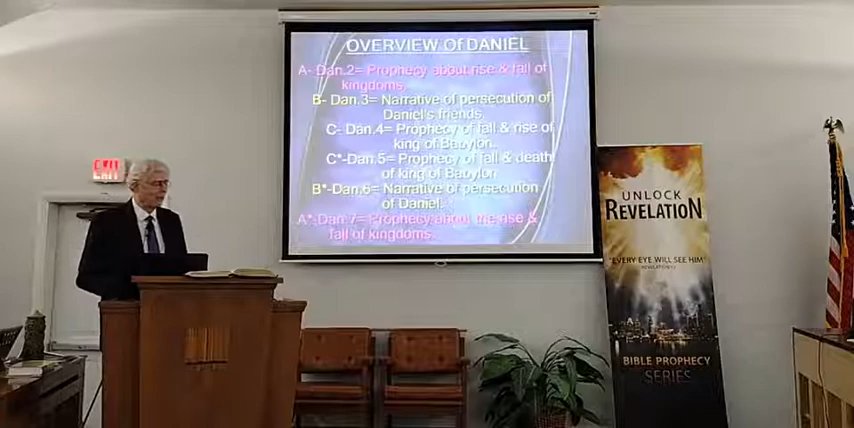 OVERVIEW Of DANIEL
A- Dan.2= Prophecy about rise & fall of
kingdoms.
B- Dan.3= Narrative of persecution of
Daniel's friends.
C- Dan.4= Prophecy of fall & rise of
king of Babylon.
C*-Dan.5= Prophecy of fall & death
of king of Babylon
B*-Dan.6= Narrative of persecution
of Daniel.
A*-Dan.7= Prophecy about the rise &
fall of kingdoms.
EXIT
UNLOCK
REVELATION
"EVERY EYE WILL SEE HIM"
BIBLE PROPHECY
SERIES